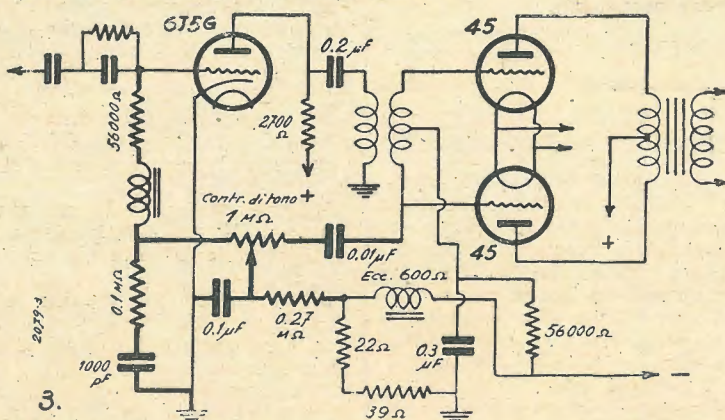 6J5G
45
0.2 µF
56000 Ω
2700
Ω
+
Contr. di tono
1 MΩ
0.01 µF
45
+
0.1 MΩ
Ecc. 600 Ω
0.1 µF
0.27
MΩ
22 Ω
0.3
µF
56000 Ω
1000
pF
39 Ω
−
2039-3
3.